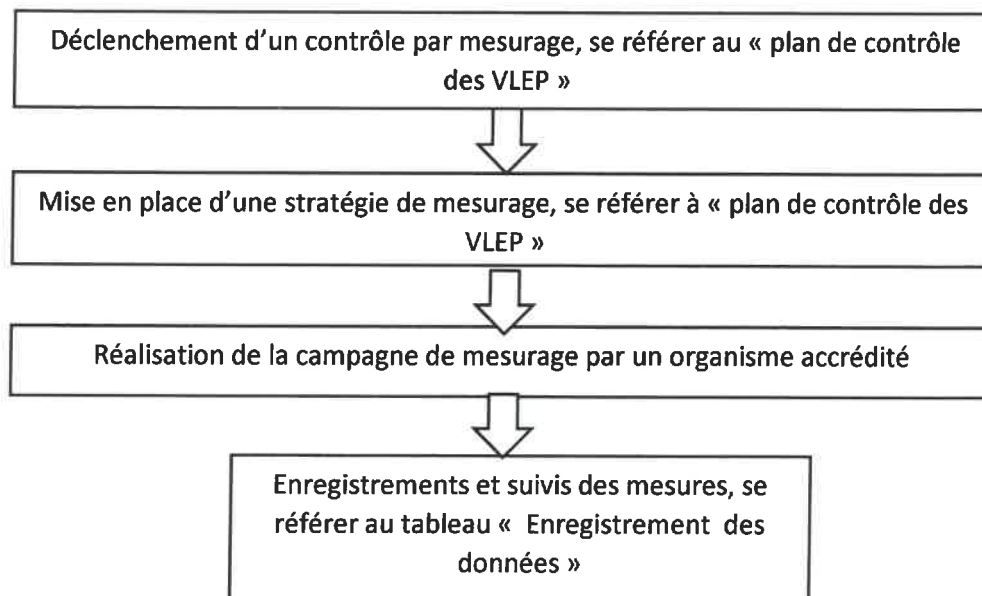 Déclenchement d'un contrôle par mesurage, se référer au « plan de contrôle
des VLEP »
Mise en place d'une stratégie de mesurage, se référer à « plan de contrôle des
VLEP »
Réalisation de la campagne de mesurage par un organisme accrédité
Enregistrements et suivis des mesures, se
référer au tableau « Enregistrement des
données »